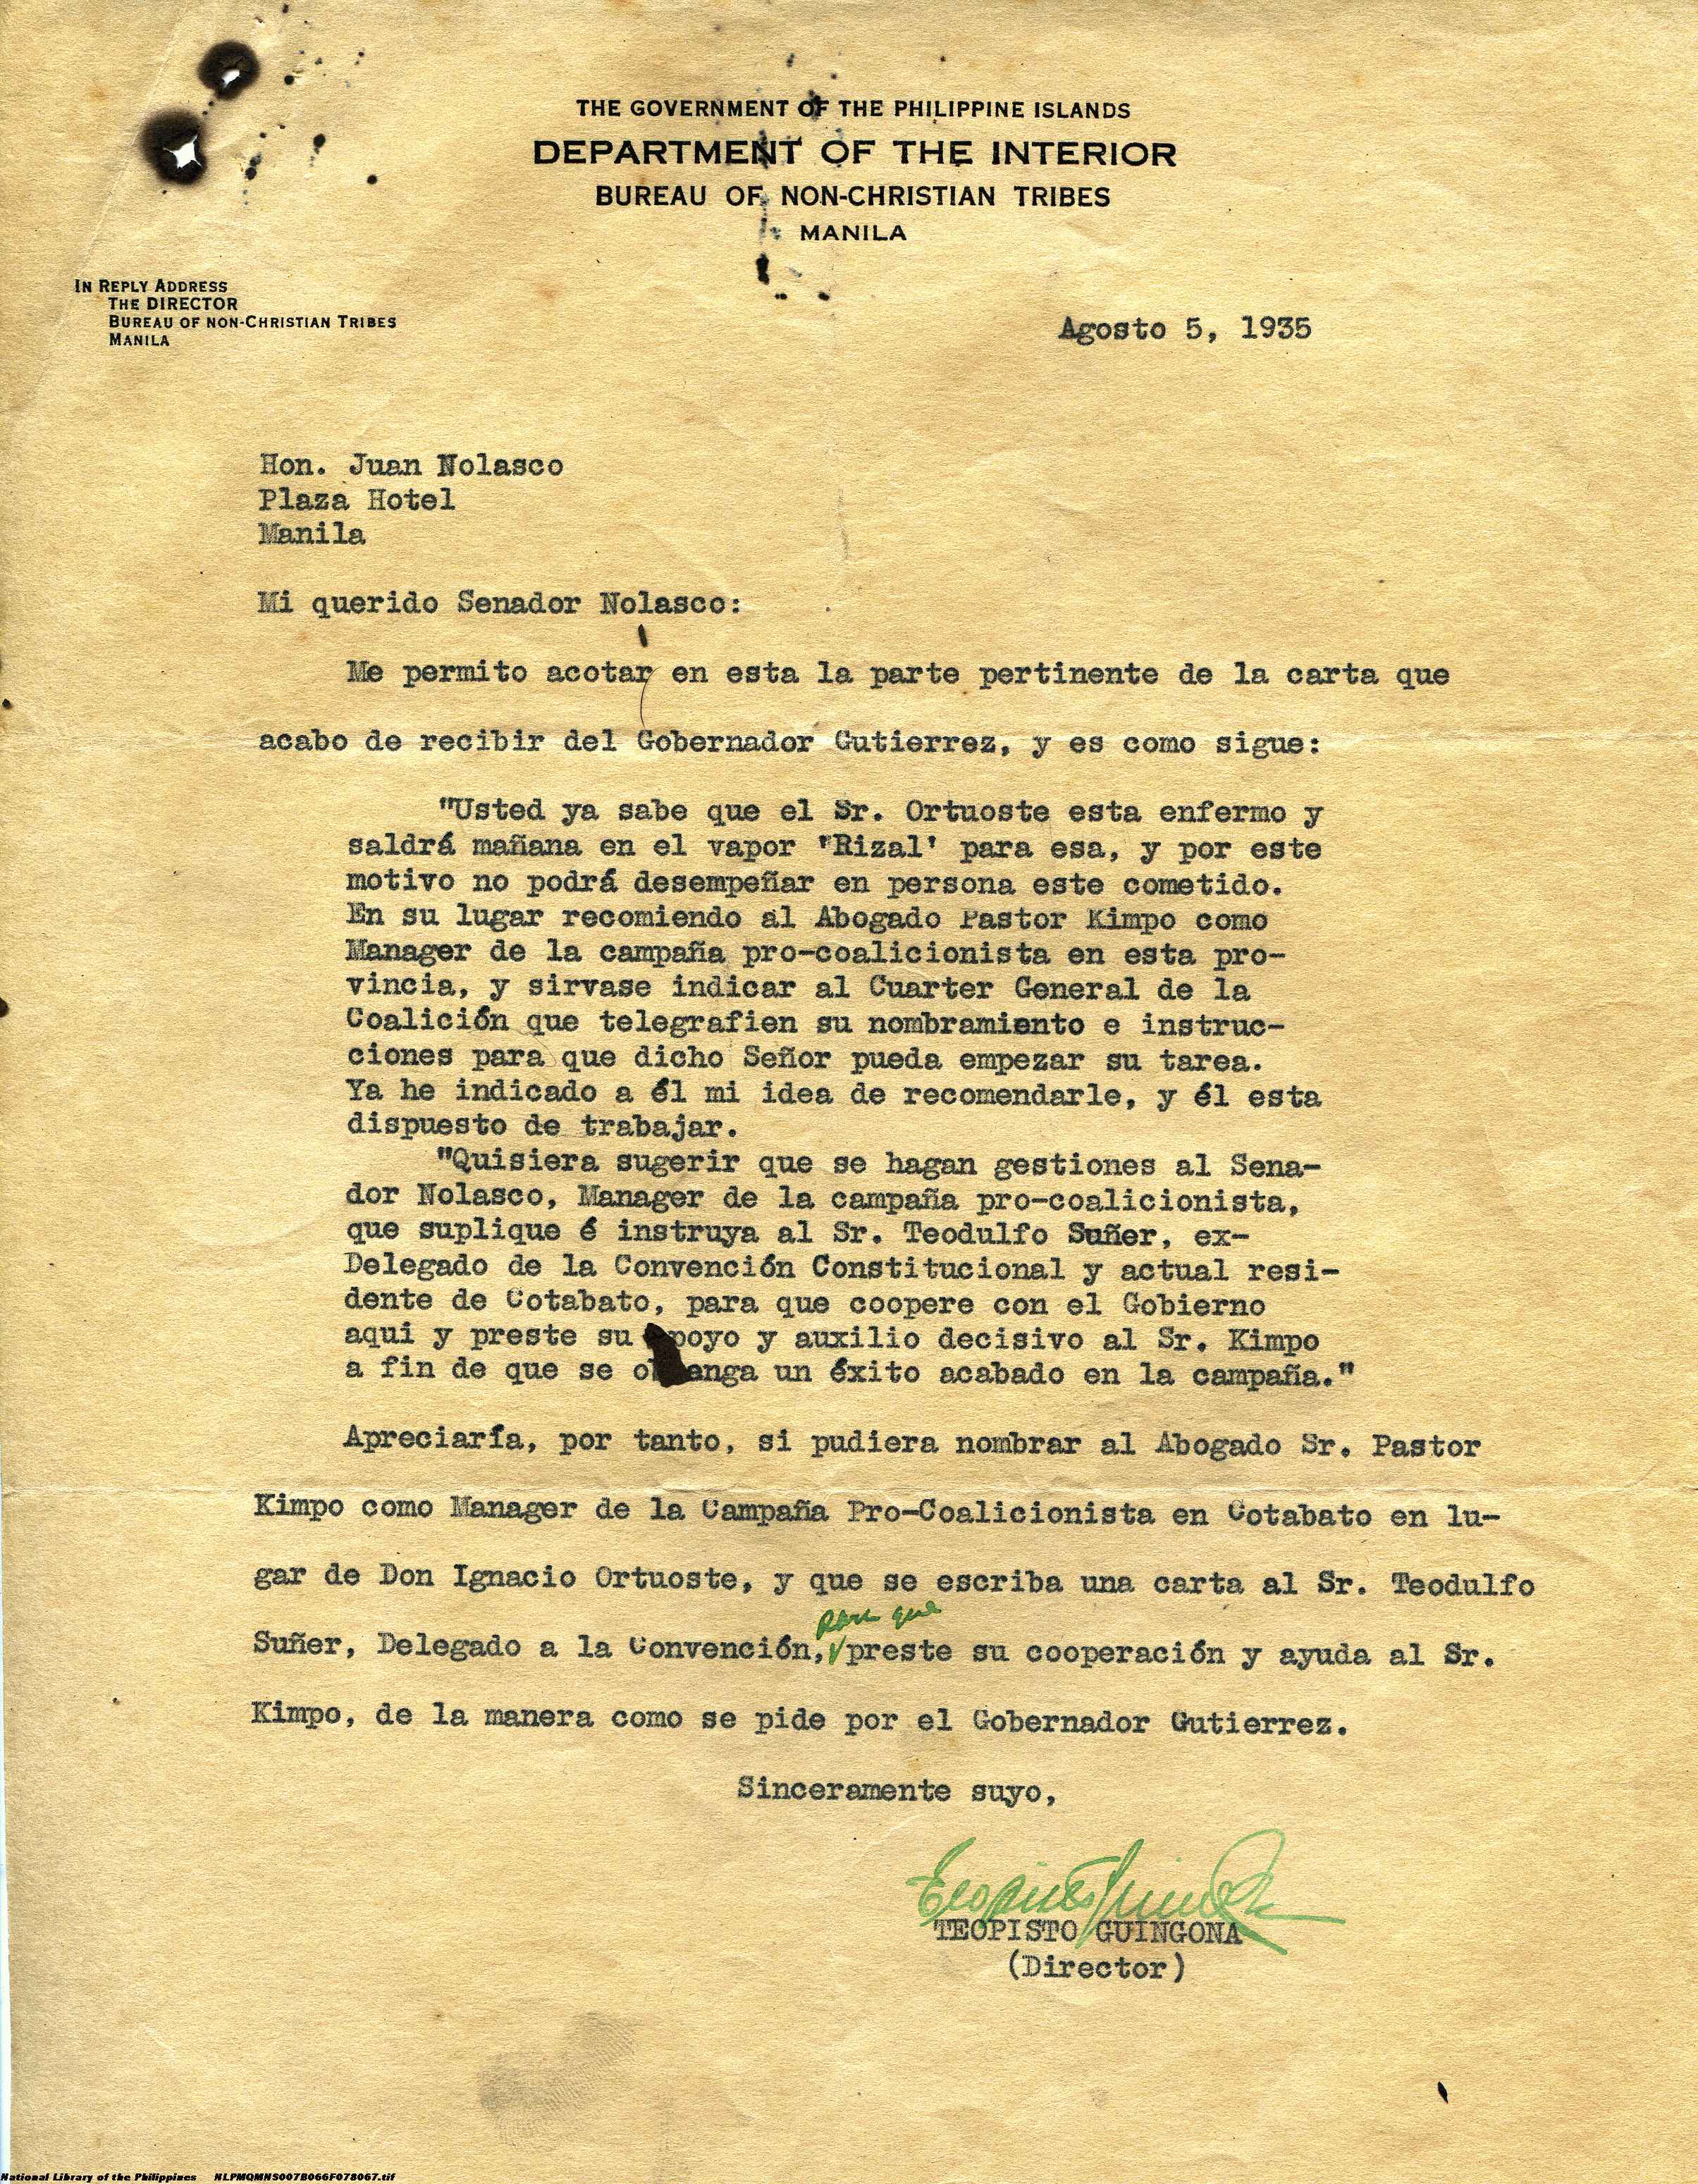 THE GOVERNMENT OF THE PHILIPPINE ISLANDS
DEPARTMENT OF THE INTERIOR
BUREAU OF NON-CHRISTIAN TRIBES
MANILA
IN REPLY ADDRESS
THE DIRECTOR
BUREAU OF NON-CHRISTIAN TRIBES
MANILA
Agosto 5, 1935
Hon. Juan Nolasco
Plaza Hotel
Manila
Mi querido Senador Nolasco:
Me permito acotar en esta la parte pertinente de la carta que
acabo de recibir del Gobernador Gutierrez, y es como sigue:
"Usted ya sabe que el Sr. Ortuoste esta enfermo y
saldrá mañana en el vapor "Rizal' para esa, y por este
motivo no podrá desempeñar en persona este cometido.
En su lugar recomiendo al Abogado Pastor Kimpo como
Manager de la campaña pro-coalicionista en esta pro-
vincia, y sirvase indicar al Cuarter General de la
Coalición que telegrafien su nombramiento e instruc-
ciones para que dicho Señor pueda empezar su tarea.
Ya he indicado a él mi idea de recomendarle, y él esta
dispuesto de trabajar.
"Quisiera sugerir que se hagan gestiones al Sena-
dor Nolasco, Manager de la campaña pro-coalicionista,
que suplique é instruya al Sr. Teodulfo Suñer, ex-
Delegado de la Convención Constitucional y actual resi-
dente de Cotabato, para que coopere con el Gobierno
aqui y preste su apoyo y auxilio decisivo al Sr. Kimpo
a fin de que se obtenga un éxito acabado en la campaña."
Apreciaría, por tanto, si pudiera nombrar al Abogado Sr. Pastor
Kimpo como Manager de la Campaña Pro-Coalicionista en Cotabato en lu-
gar de Don Ignacio Ortuoste, y que se escriba una carta al Sr. Teodulfo
para que
Suñer, Delegado a la Convención, preste su cooperación y ayuda al Sr.
Kimpo, de la manera como se pide por el Gobernador Gutierrez.
Sinceramente suyo,
Teopisto Guingona
TEOPISTO GUINGONA
(Director)
National Library of the Philippines NLPMQMNS007B066F078067.tif